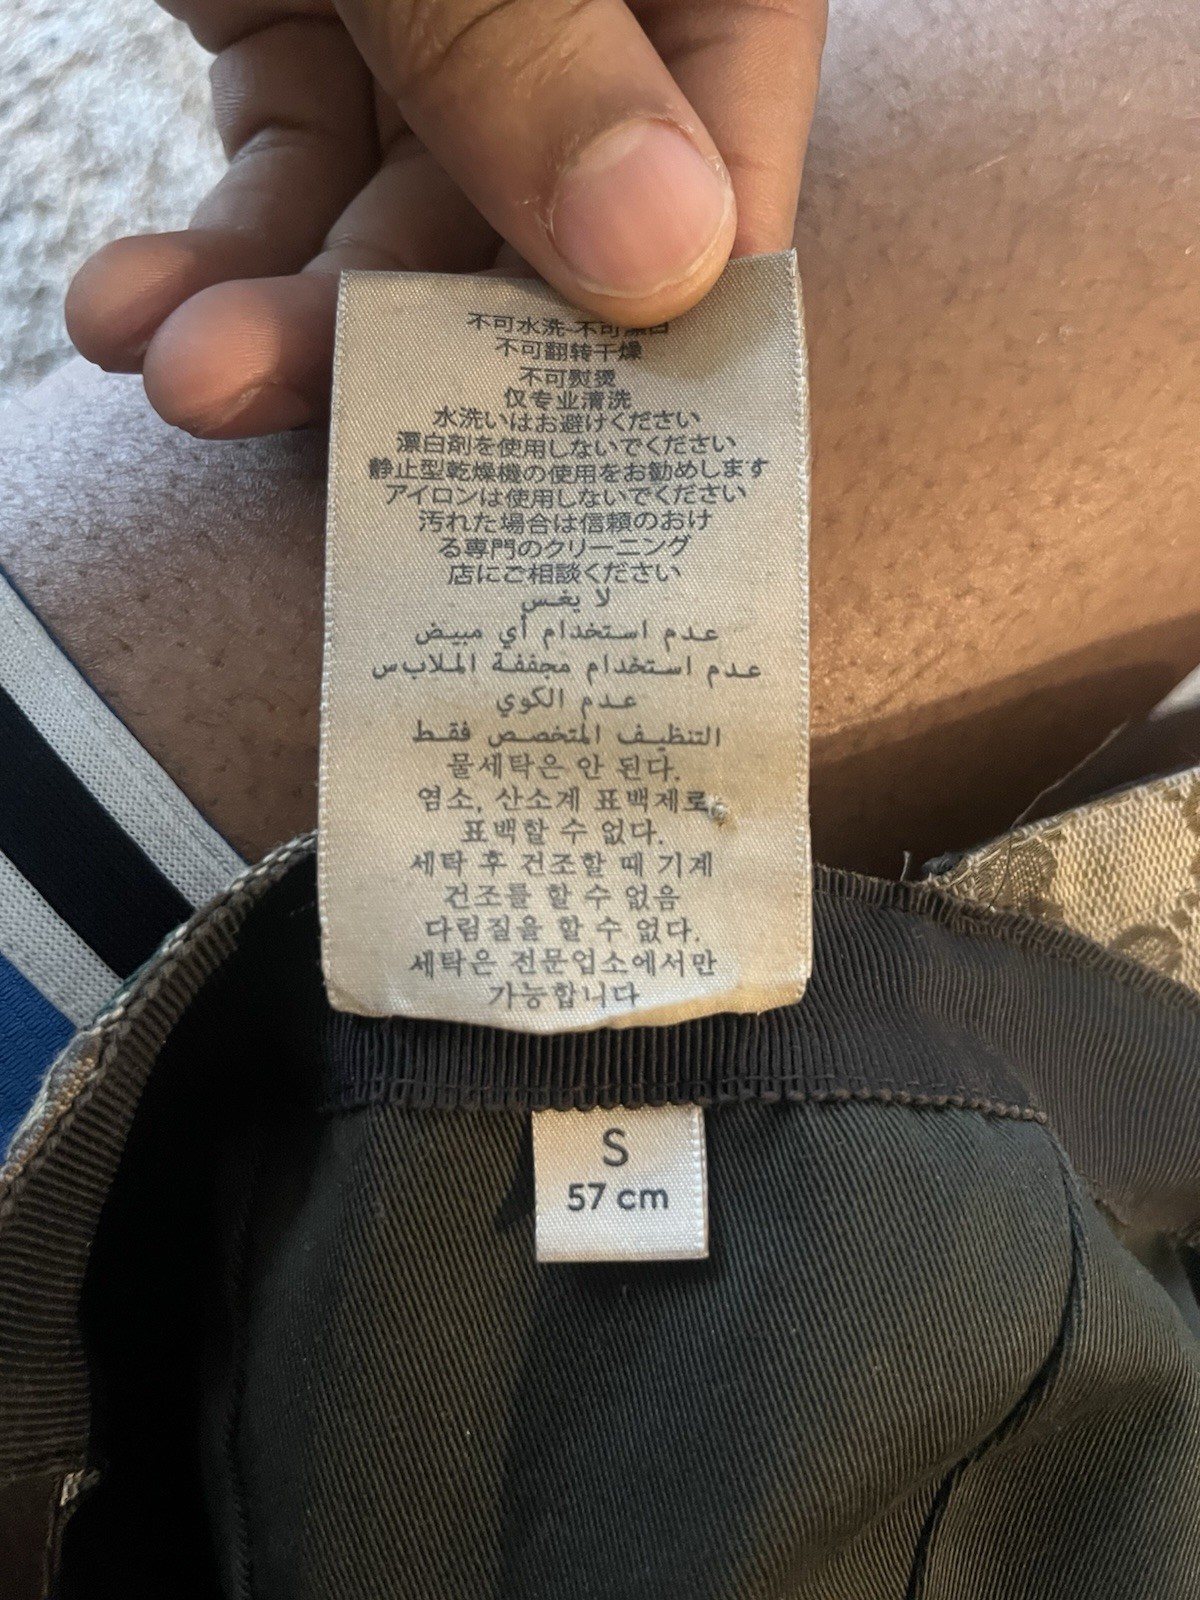 不可水洗-不可漂白
不可翻转干燥
不可熨烫
仅专业清洗
水洗いはお避けください
漂白剤を使用しないでください
静止型乾燥機の使用をお勧めします
アイロンは使用しないでください
汚れた場合は信頼のおけ
る専門のクリーニング
店にご相談ください
لا يغس
عدم استخدام أي مبيض
عدم استخدام مجففة الملابس
عدم الكوي
التنظيف المتخصص فقط
물세탁은 안 된다.
염소, 산소계 표백제로
표백할 수 없다.
세탁 후 건조할 때 기계
건조를 할 수 없음
다림질을 할 수 없다.
세탁은 전문업소에서만
가능합니다
S
57 cm